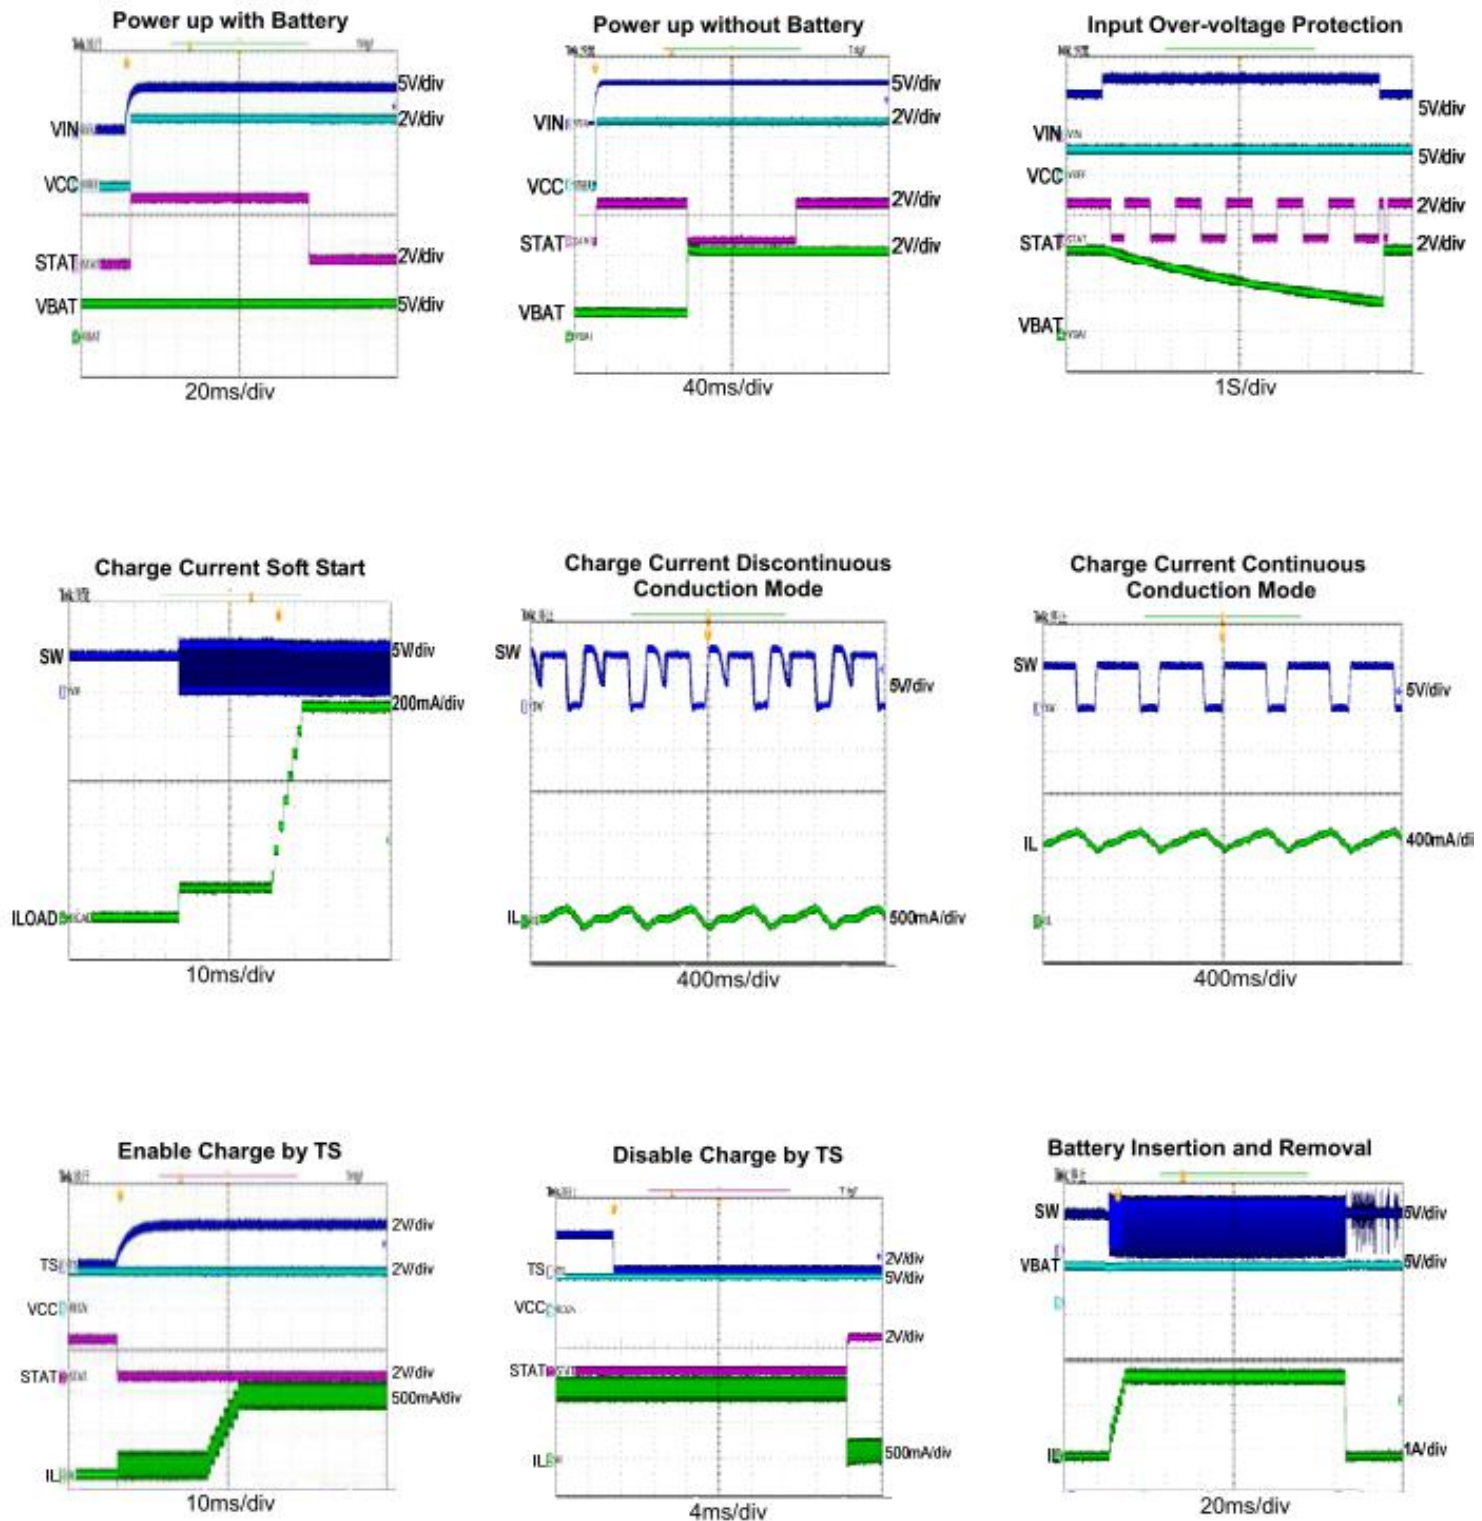 Power up with Battery
5V/div
VIN
2V/div
VCC
STAT
2V/div
VBAT
5V/div
20ms/div
Power up without Battery
5V/div
VIN
2V/div
VCC
2V/div
STAT
2V/div
VBAT
40ms/div
Input Over-voltage Protection
5V/div
VIN
5V/div
VCC
2V/div
STAT
2V/div
VBAT
1S/div
Charge Current Soft Start
SW
5V/div
200mA/div
ILOAD
10ms/div
Charge Current Discontinuous
Conduction Mode
SW
5V/div
IL
500mA/div
400ms/div
Charge Current Continuous
Conduction Mode
SW
5V/div
IL
400mA/di
400ms/div
Enable Charge by TS
2V/div
TS
2V/div
VCC
STAT
2V/div
500mA/div
IL
10ms/div
Disable Charge by TS
2V/div
TS
5V/div
VCC
2V/div
STAT
IL
500mA/div
4ms/div
Battery Insertion and Removal
SW
5V/div
VBAT
5V/div
IL
1A/div
20ms/div